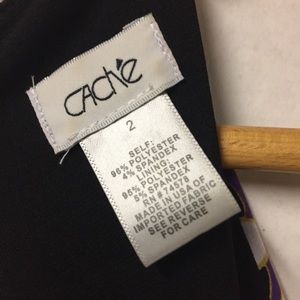 CACHÉ
2
SELF:
96% POLYESTER
4% SPANDEX
LINING:
95% POLYESTER
5% SPANDEX
RN # 74578
MADE IN USA OF
IMPORTED FABRIC
SEE REVERSE
FOR CARE